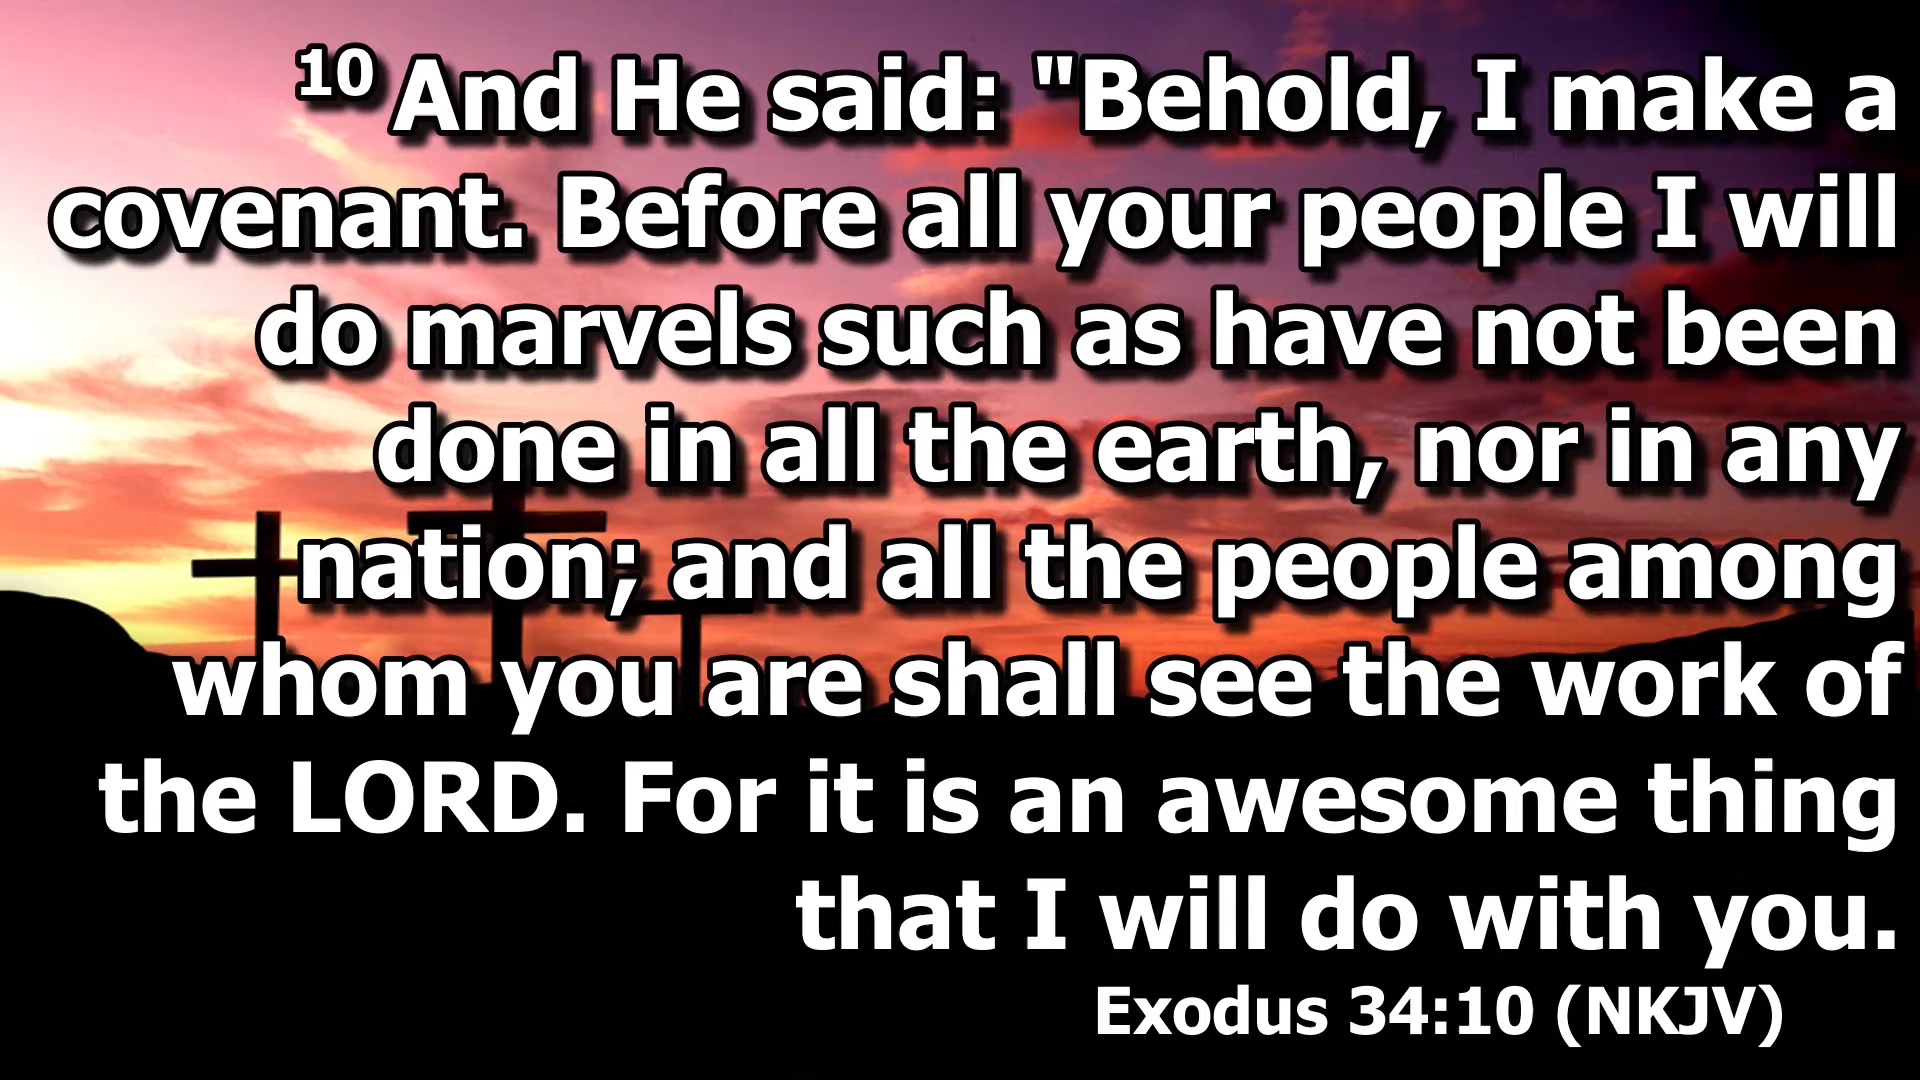 10 And He said: "Behold, I make a
covenant. Before all your people I will
do marvels such as have not been
done in all the earth, nor in any
nation; and all the people among
whom you are shall see the work of
the LORD. For it is an awesome thing
that I will do with you.
Exodus 34:10 (NKJV)